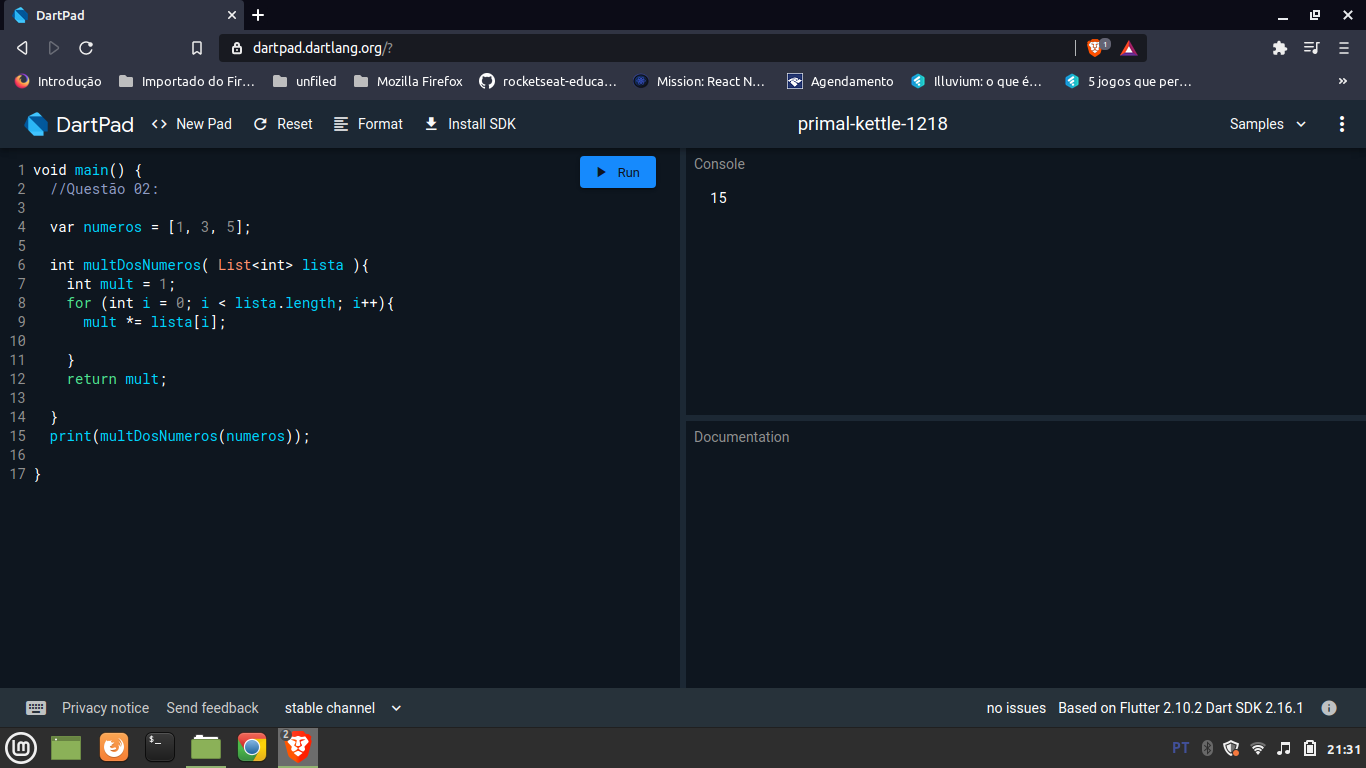 DartPad
dartpad.dartlang.org/?
1
Introdução Importado do Fir... unfiled Mozilla Firefox rocketseat-educa... Mission: React N... Agendamento Illuvium: o que é... 5 jogos que per... »
DartPad <> New Pad Reset Format Install SDK primal-kettle-1218 Samples
Run
1 void main() {
2 //Questão 02:
3
4 var numeros = [1, 3, 5];
5
6 int multDosNumeros( List<int> lista ){
7 int mult = 1;
8 for (int i = 0; i < lista.length; i++){
9 mult *= lista[i];
10
11 }
12 return mult;
13
14 }
15 print(multDosNumeros(numeros));
16
17 }
Console
15
Documentation
Privacy notice Send feedback stable channel no issues Based on Flutter 2.10.2 Dart SDK 2.16.1
$_ 2 PT 21:31